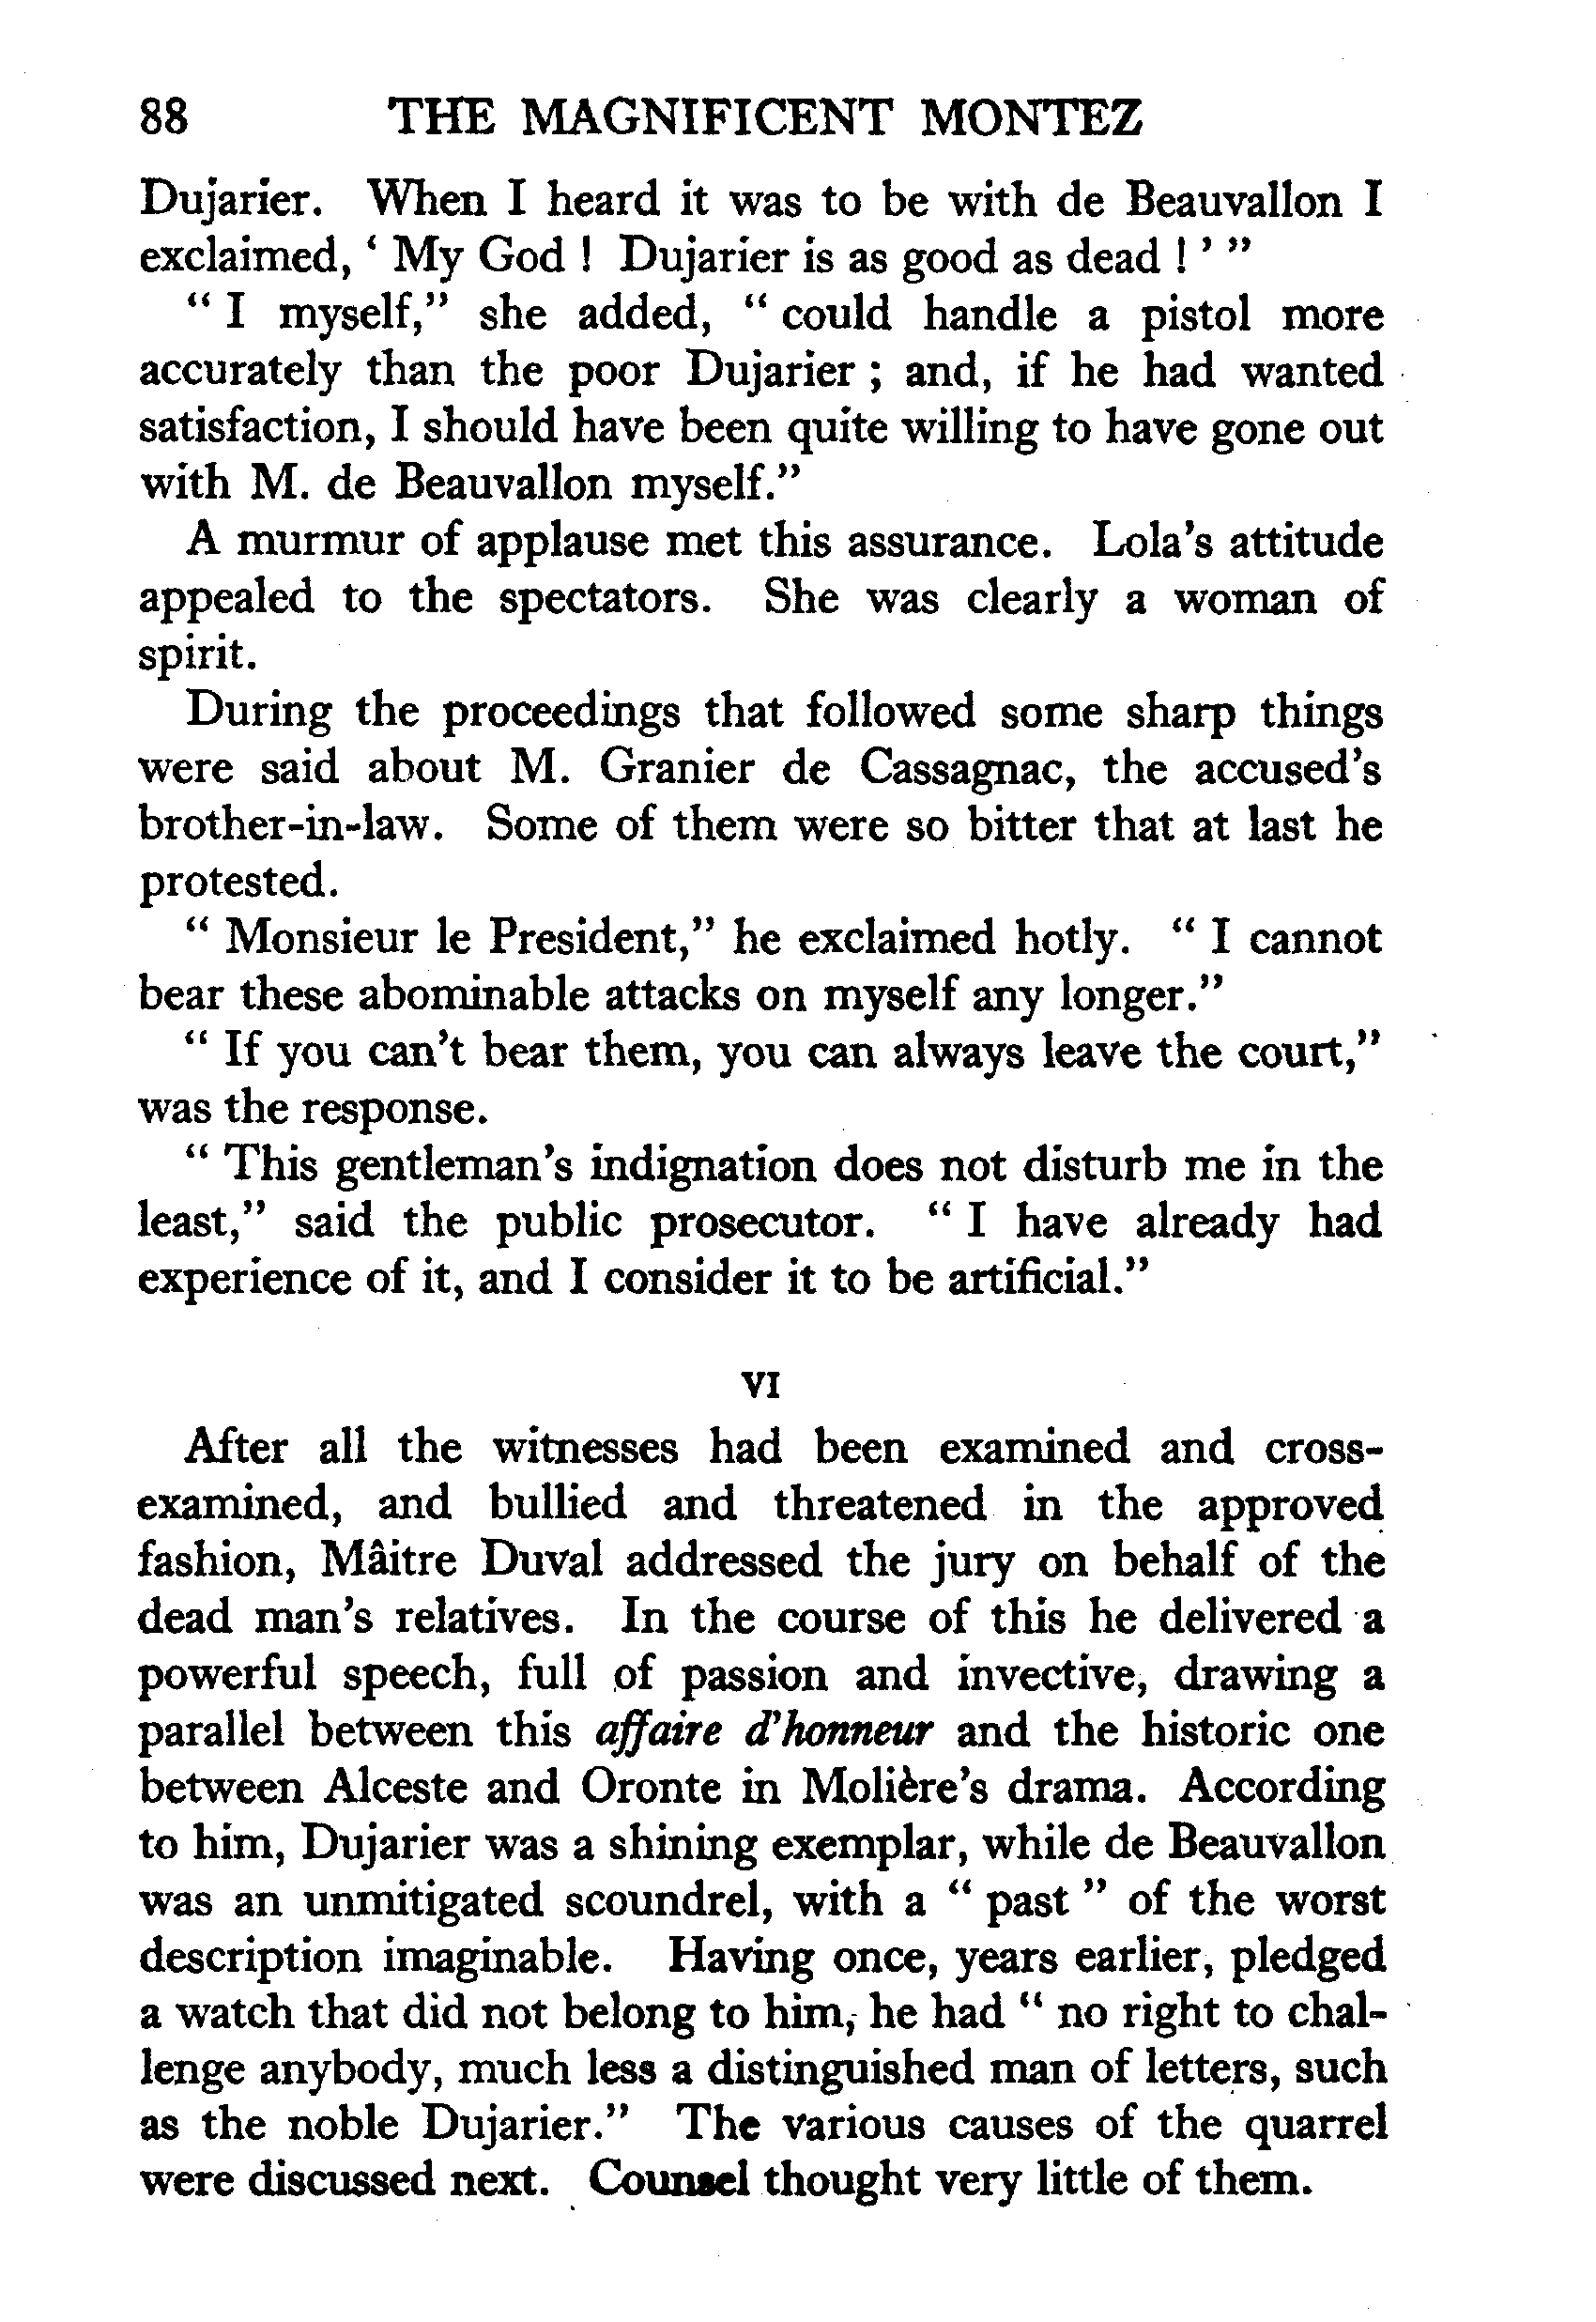 88 THE MAGNIFICENT MONTEZ
Dujarier. When I heard it was to be with de Beauvallon I
exclaimed, ‘ My God ! Dujarier is as good as dead ! ’ ”
“ I myself,” she added, “ could handle a pistol more
accurately than the poor Dujarier ; and, if he had wanted
satisfaction, I should have been quite willing to have gone out
with M. de Beauvallon myself.”
A murmur of applause met this assurance. Lola’s attitude
appealed to the spectators. She was clearly a woman of
spirit.
During the proceedings that followed some sharp things
were said about M. Granier de Cassagnac, the accused’s
brother-in-law. Some of them were so bitter that at last he
protested.
“ Monsieur le President,” he exclaimed hotly. “ I cannot
bear these abominable attacks on myself any longer.”
“ If you can’t bear them, you can always leave the court,”
was the response.
“ This gentleman’s indignation does not disturb me in the
least,” said the public prosecutor. “ I have already had
experience of it, and I consider it to be artificial.”
VI
After all the witnesses had been examined and cross-
examined, and bullied and threatened in the approved
fashion, Mâitre Duval addressed the jury on behalf of the
dead man’s relatives. In the course of this he delivered a
powerful speech, full of passion and invective, drawing a
parallel between this affaire d’honneur and the historic one
between Alceste and Oronte in Molière’s drama. According
to him, Dujarier was a shining exemplar, while de Beauvallon
was an unmitigated scoundrel, with a “ past ” of the worst
description imaginable. Having once, years earlier, pledged
a watch that did not belong to him, he had “ no right to chal-
lenge anybody, much less a distinguished man of letters, such
as the noble Dujarier.” The various causes of the quarrel
were discussed next. Counsel thought very little of them.